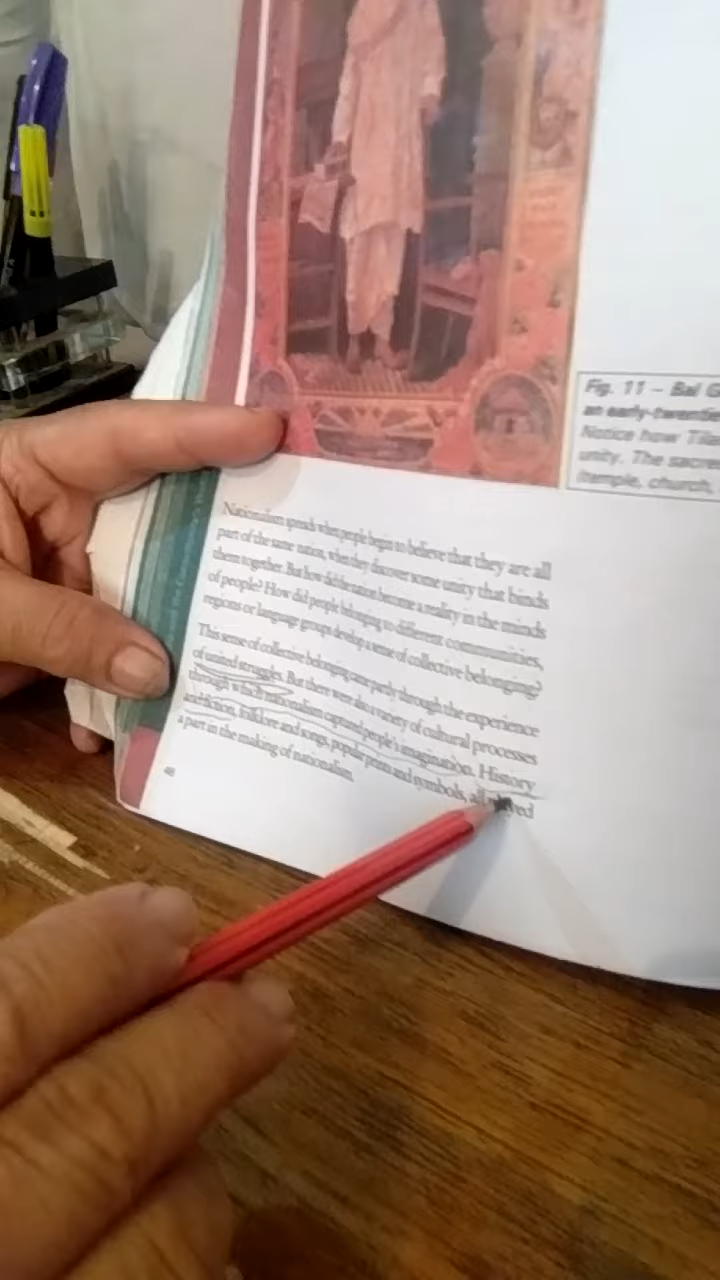 Fig. 11 – Bal G
an early-twentie
Notice how Tila
unity. The sacre
(temple, church,
Nationalism spreads when people begin to believe that they are all
part of the same nation, when they discover some unity that binds
them together. But how did the nation become a reality in the minds
of people? How did people belonging to different communities,
regions or language groups develop a sense of collective belonging?
This sense of collective belonging came partly through the experience
of united struggles. But there were also a variety of cultural processes
through which nationalism captured people's imagination. History
and fiction, folklore and songs, popular prints and symbols, all played
a part in the making of nationalism.
48